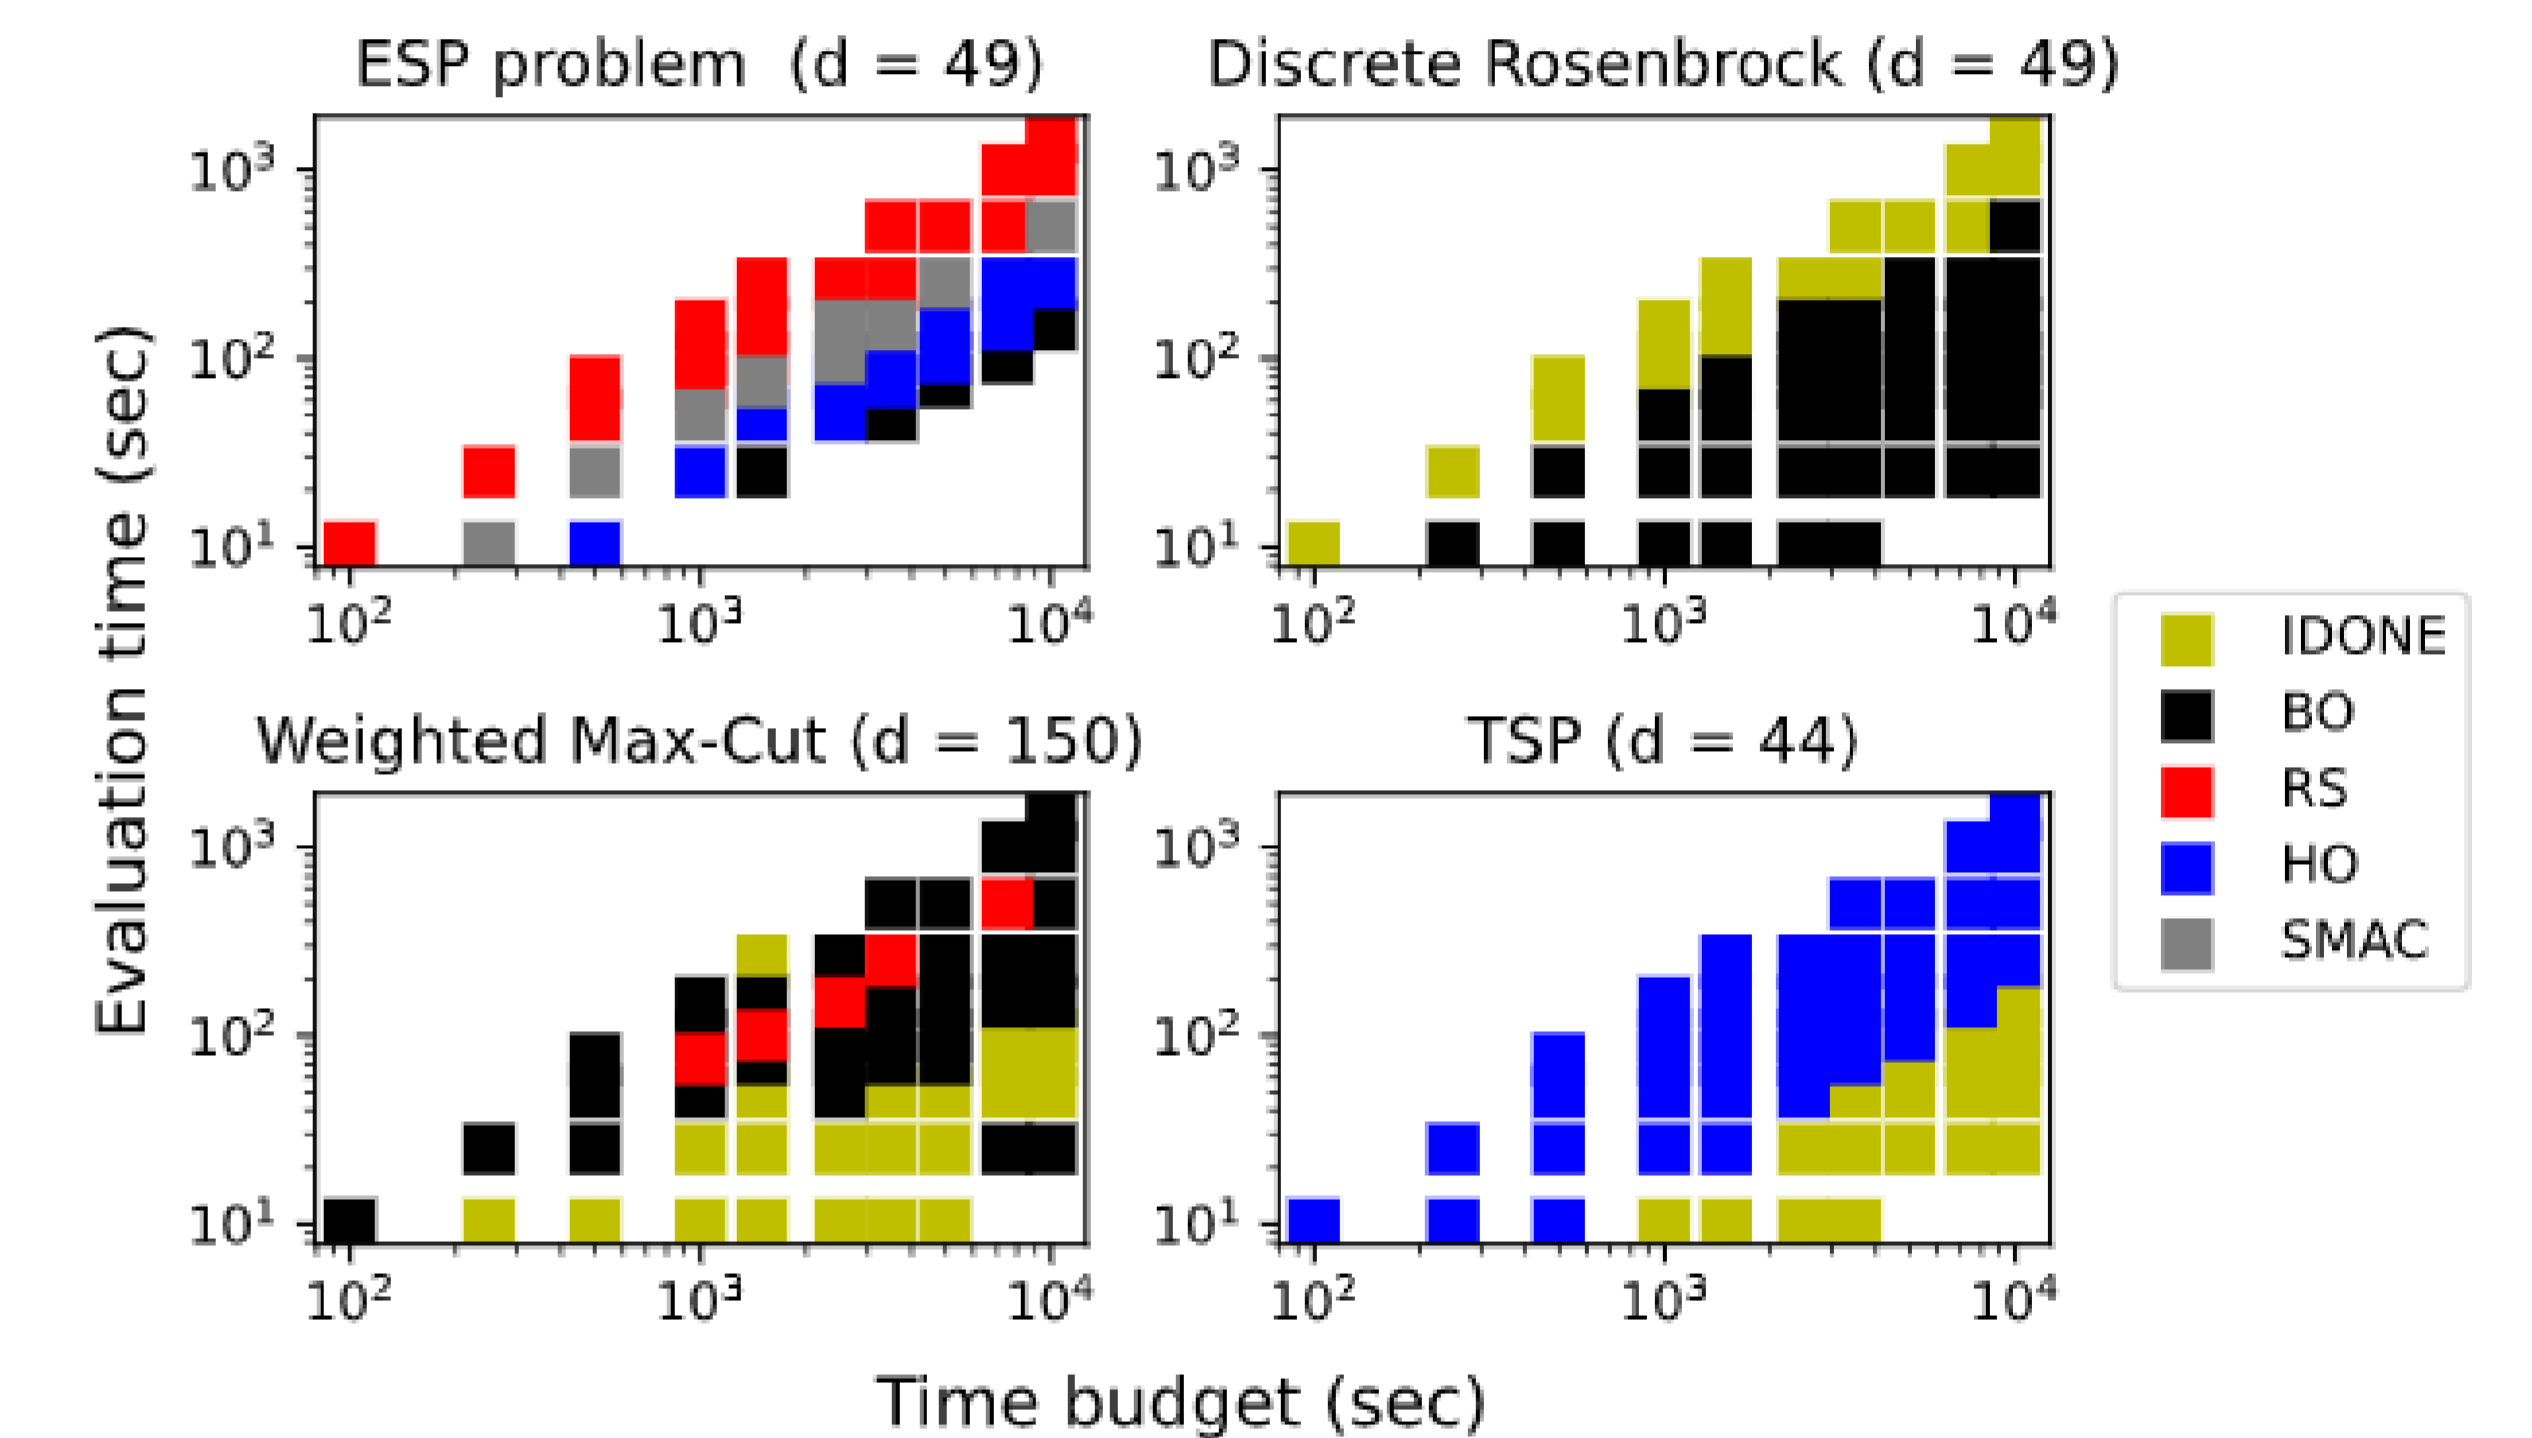 ESP problem (d = 49)
Discrete Rosenbrock (d = 49)
10³
10²
10¹
10² 10³ 10⁴
10³
10²
10¹
10² 10³ 10⁴
Evaluation time (sec)
Weighted Max-Cut (d = 150)
TSP (d = 44)
10³
10²
10¹
10² 10³ 10⁴
10³
10²
10¹
10² 10³ 10⁴
Time budget (sec)
IDONE
BO
RS
HO
SMAC